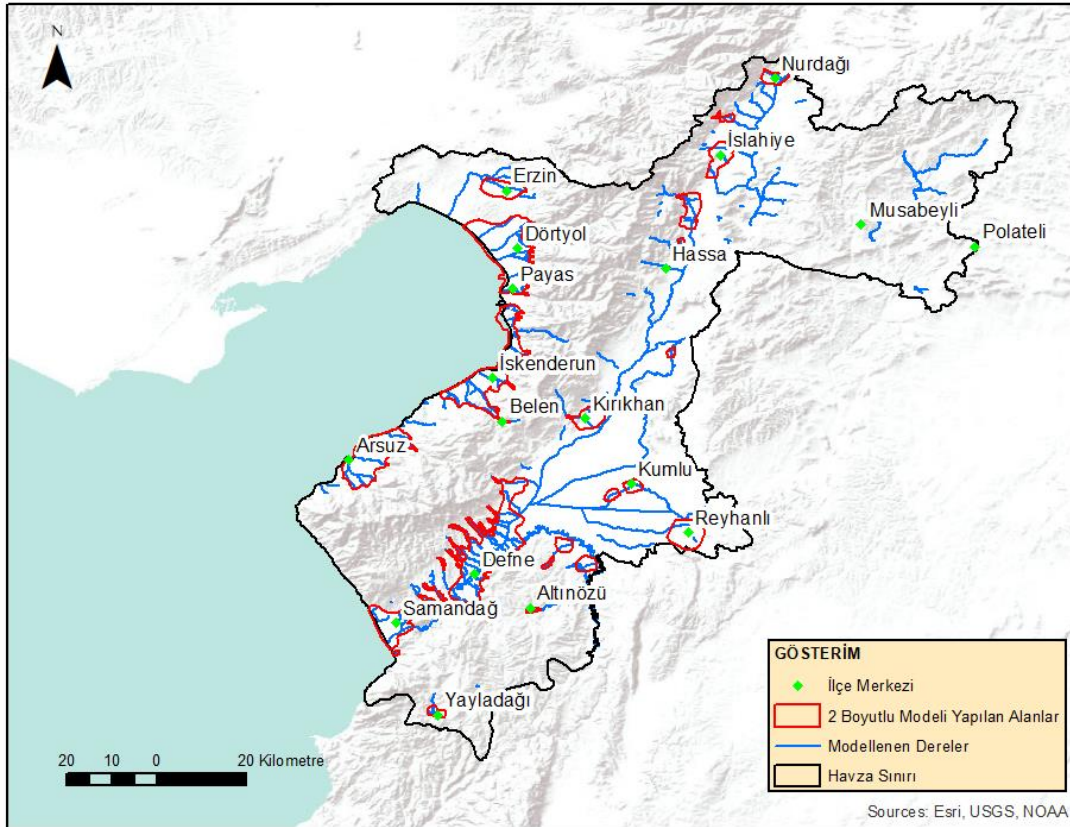 N
Nurdağı
İslahiye
Erzin
Musabeyli
Dörtyol
Polateli
Hassa
Payas
İskenderun
Belen
Kırıkhan
Arsuz
Kumlu
Reyhanlı
Defne
Altınözü
Samandağ
Yayladağı
GÖSTERİM
İlçe Merkezi
2 Boyutlu Modeli Yapılan Alanlar
Modellenen Dereler
Havza Sınırı
20 10 0 20 Kilometre
Sources: Esri, USGS, NOAA